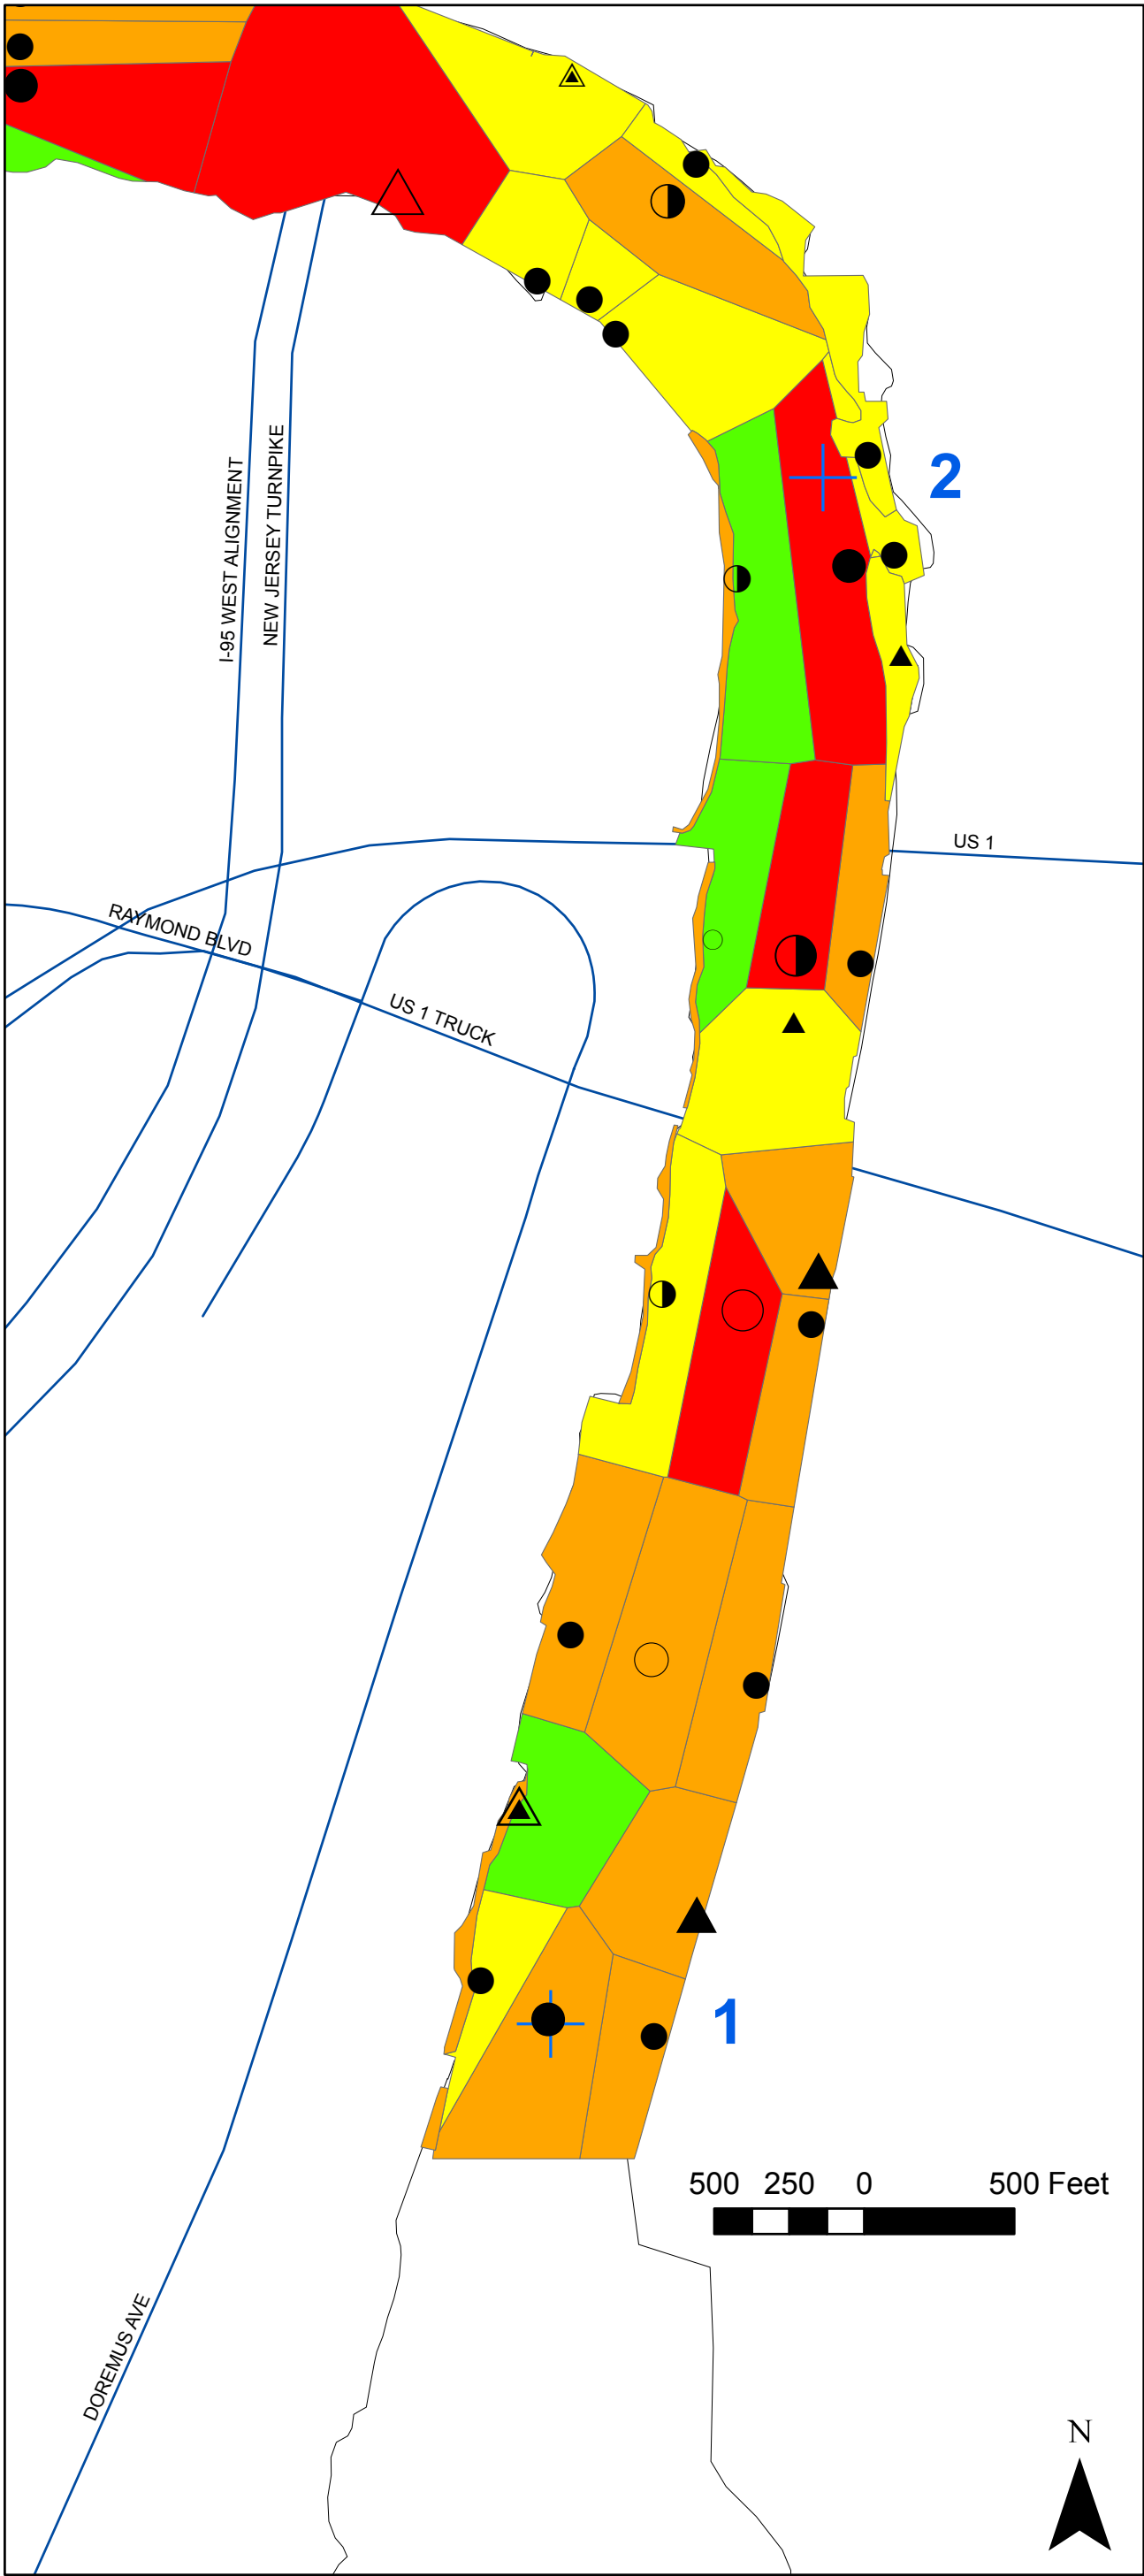 2
I-95 WEST ALIGNMENT
NEW JERSEY TURNPIKE
US 1
RAYMOND BLVD
US 1 TRUCK
1
500 250 0 500 Feet
DOREMUS AVE
N